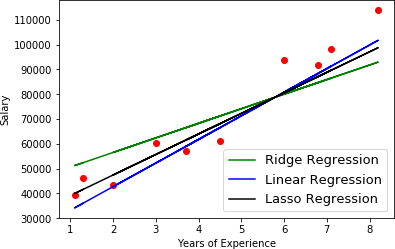 110000
100000
90000
80000
70000
60000
50000
40000
30000
Salary
Ridge Regression
Linear Regression
Lasso Regression
1 2 3 4 5 6 7 8
Years of Experience